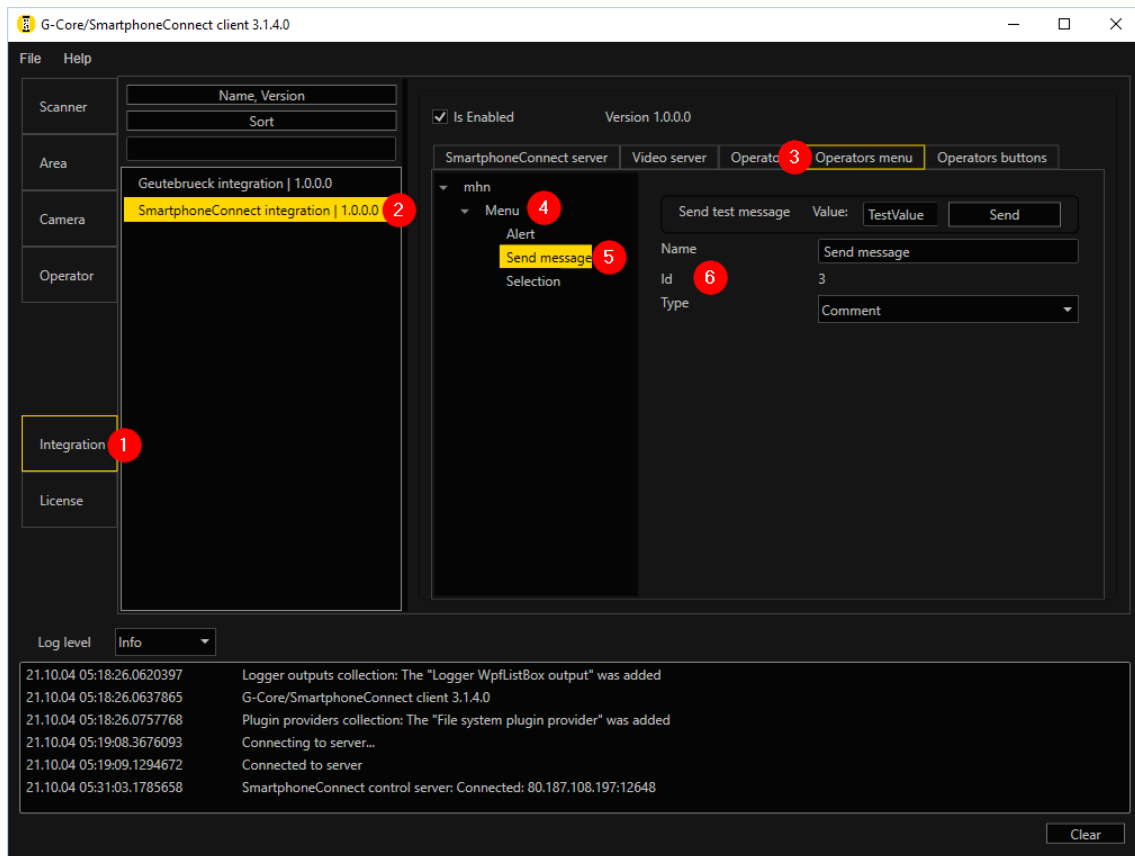 G-Core/SmartphoneConnect client 3.1.4.0
File Help
Scanner
Area
Camera
Operator
Integration 1
License
Name, Version
Sort
Geutebrueck integration | 1.0.0.0
SmartphoneConnect integration | 1.0.0.0 2
Is Enabled Version 1.0.0.0
SmartphoneConnect server Video server Operato 3 Operators menu Operators buttons
mhn
Menu 4
Alert
Send message 5
Selection
Send test message Value: TestValue Send
Name Send message
Id 6 3
Type Comment
Log level Info
21.10.04 05:18:26.0620397 Logger outputs collection: The "Logger WpfListBox output" was added
21.10.04 05:18:26.0637865 G-Core/SmartphoneConnect client 3.1.4.0
21.10.04 05:18:26.0757768 Plugin providers collection: The "File system plugin provider" was added
21.10.04 05:19:08.3676093 Connecting to server...
21.10.04 05:19:09.1294672 Connected to server
21.10.04 05:31:03.1785658 SmartphoneConnect control server: Connected: 80.187.108.197:12648
Clear